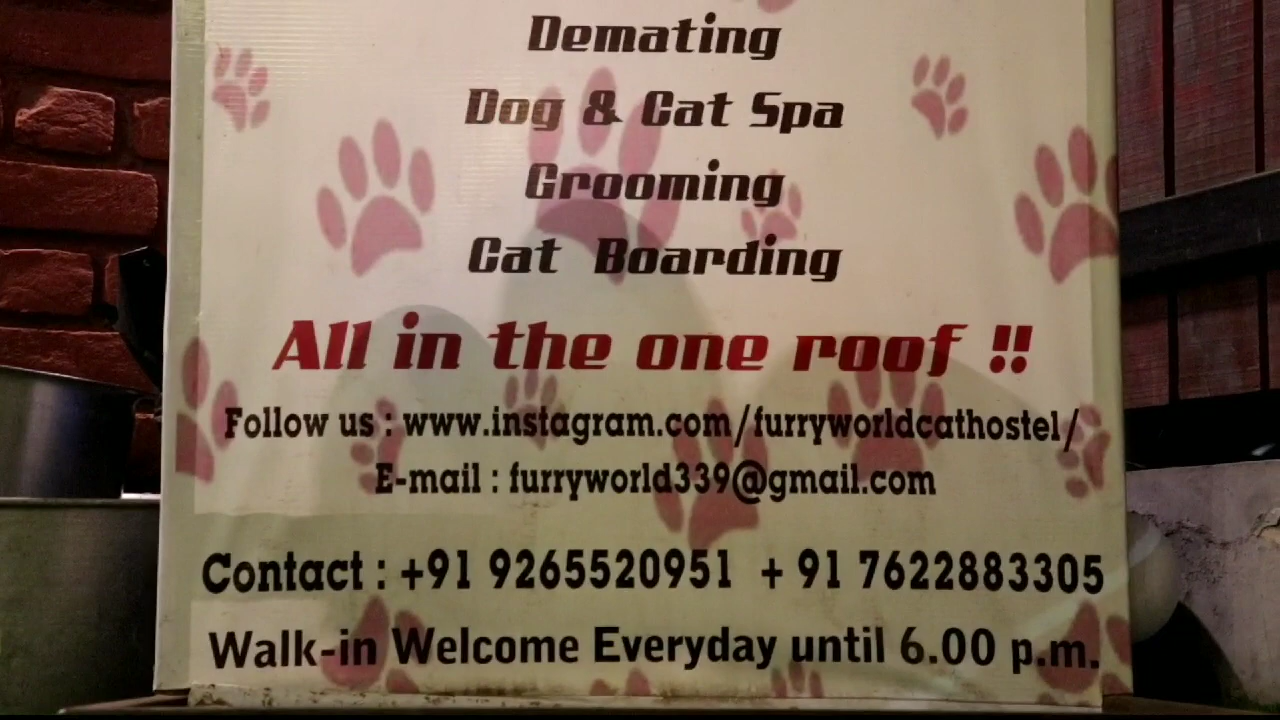 Demating
Dog & Cat Spa
Grooming
Cat Boarding
All in the one roof !!
Follow us : www.instagram.com/furryworldcathostel/
E-mail : furryworld339@gmail.com
Contact : +91 9265520951 + 91 7622883305
Walk-in Welcome Everyday until 6.00 p.m.